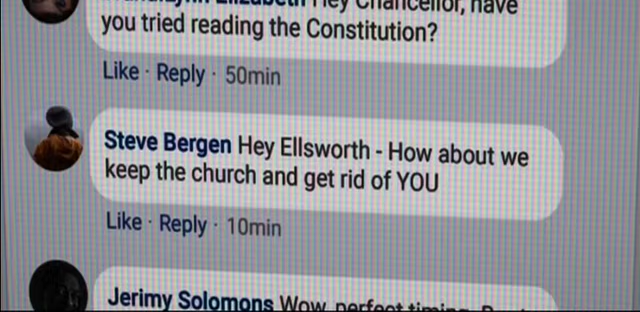 Elizabeth Hey Chancellor, have
you tried reading the Constitution?
Like · Reply · 50min
Steve Bergen Hey Ellsworth - How about we
keep the church and get rid of YOU
Like · Reply · 10min
Jerimy Solomons Wow, perfect timing.